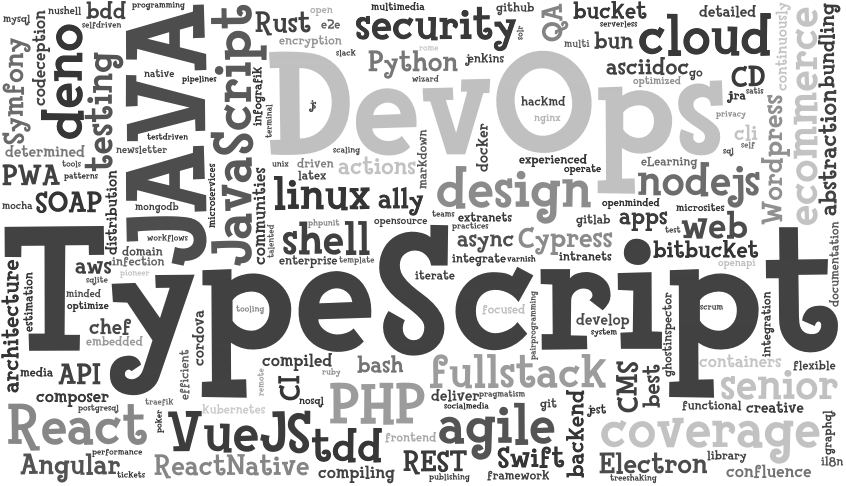 mysql
nushell
selfdriven
bdd
programming
JAVA
JavaScript
Rust
open
e2e
encryption
slack
multimedia
security
github
solr
QA
bucket
serverless
multi
bun
cloud
detailed
continuously
ecommerce
bundling
Symfony
codeception
deno
testing
native
pipelines
infografik
terminal
DevOps
Python
rome
wizard
jenkins
asciidoc
go
optimized
CD
jra
satis
privacy
cli
self
sql
Wordpress
abstraction
determined
tools
patterns
testdriven
newsletter
jr
hackmd
nginx
scaling
markdown
docker
experienced
operate
eLearning
PWA
mocha
SOAP
distribution
mongodb
microservices
communities
unix
driven
latex
actions
linux
ally
design
nodejs
openminded
microsites
workflows
talented
phpunit
shell
opensource
teams
extranets
practices
gitlab
apps
test
web
domain
infection
pioneer
aws
sqlite
enterprise
template
async
Cypress
integrate
varnish
intranets
bitbucket
openapi
documentation
iterate
TypeScript
architecture
estimation
minded
optimize
chef
embedded
cordova
tooling
focused
pairprogramming
develop
system
ghostinspector
scrum
integration
media
API
efficient
remote
compiled
ruby
bash
fullstack
CMS
best
containers
flexible
senior
composer
postgresql
traefik
kubernetes
CI
nosql
PHP
deliver
pragmatism
socialmedia
git
jest
backend
functional
creative
React
poker
VueJS
tdd
frontend
agile
coverage
graphql
Angular
performance
tickets
ReactNative
compiling
REST
publishing
Swift
framework
Electron
treeshaking
library
confluence
i18n